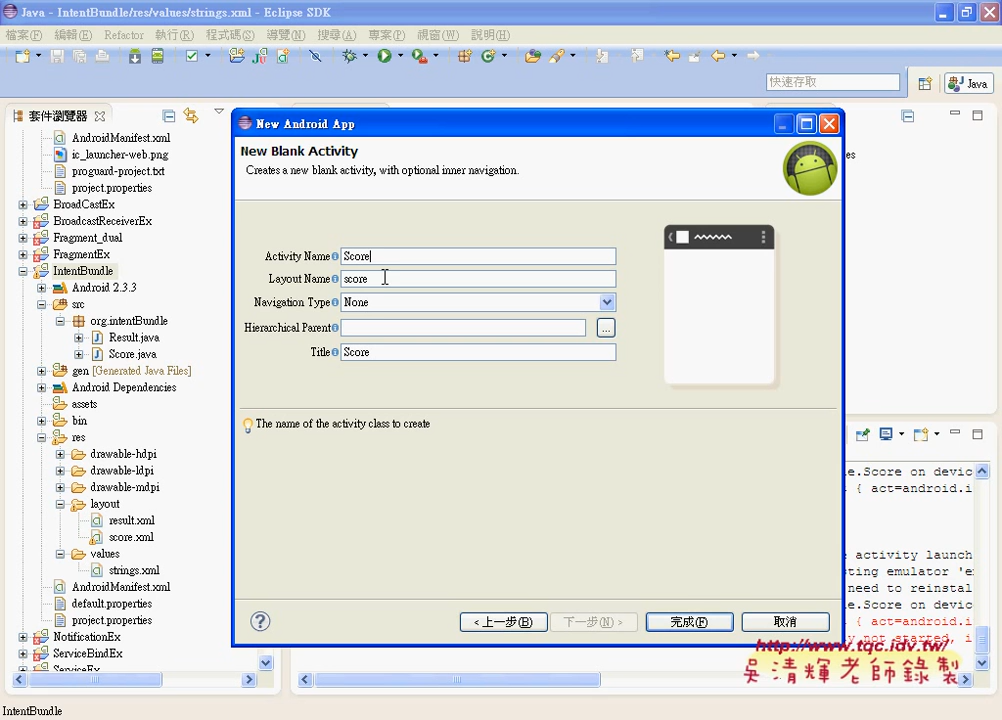 Java - IntentBundle/res/values/strings.xml - Eclipse SDK
檔案(F) 編輯(E) Refactor 執行(R) 程式碼(S) 導覽(N) 搜尋(A) 專案(P) 視窗(W) 說明(H)
快速存取
Java
套件瀏覽器
AndroidManifest.xml
ic_launcher-web.png
proguard-project.txt
project.properties
BroadCastEx
BroadcastReceiverEx
Fragment_dual
FragmentEx
IntentBundle
Android 2.3.3
src
org.intentBundle
Result.java
Score.java
gen [Generated Java Files]
Android Dependencies
assets
bin
res
drawable-hdpi
drawable-ldpi
drawable-mdpi
layout
result.xml
score.xml
values
strings.xml
AndroidManifest.xml
default.properties
project.properties
NotificationEx
ServiceBindEx
ServiceEx
New Android App
New Blank Activity
Creates a new blank activity, with optional inner navigation.
Activity Name Score
Layout Name score
Navigation Type None
Hierarchical Parent ...
Title Score
The name of the activity class to create
< 上一步(B) 下一步(N) > 完成(F) 取消
es
e.Score on devic
{ act=android.i
activity launch
ting emulator 'e
need to reinstal
e.Score on devic
{ act=android.i
y not started, i
http://www.tqc.idv.tw/
吳清輝老師錄製
IntentBundle